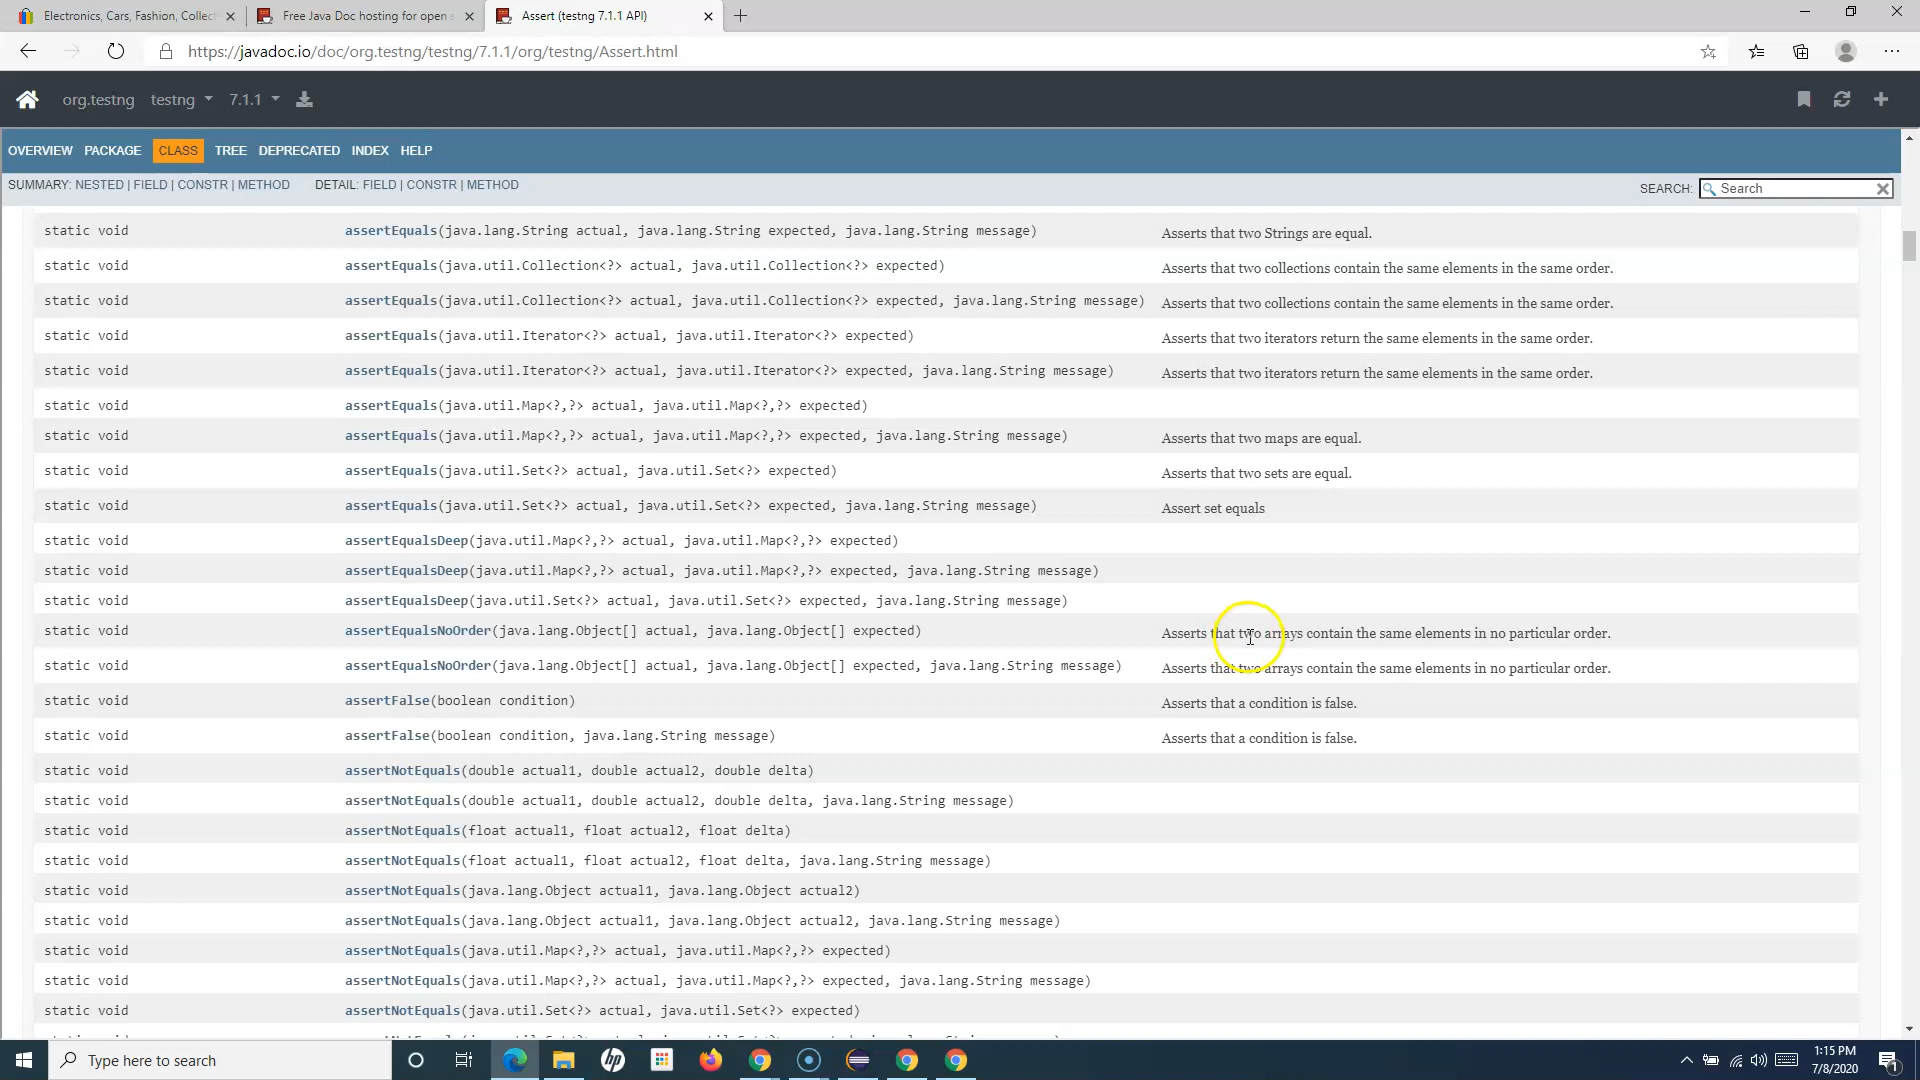 Electronics, Cars, Fashion, Collect
Free Java Doc hosting for open s
Assert (testng 7.1.1 API)
https://javadoc.io/doc/org.testng/testng/7.1.1/org/testng/Assert.html
org.testng testng 7.1.1
OVERVIEW PACKAGE CLASS TREE DEPRECATED INDEX HELP
SUMMARY: NESTED | FIELD | CONSTR | METHOD DETAIL: FIELD | CONSTR | METHOD SEARCH: Search
static void assertEquals(java.lang.String actual, java.lang.String expected, java.lang.String message) Asserts that two Strings are equal.
static void assertEquals(java.util.Collection<?> actual, java.util.Collection<?> expected) Asserts that two collections contain the same elements in the same order.
static void assertEquals(java.util.Collection<?> actual, java.util.Collection<?> expected, java.lang.String message) Asserts that two collections contain the same elements in the same order.
static void assertEquals(java.util.Iterator<?> actual, java.util.Iterator<?> expected) Asserts that two iterators return the same elements in the same order.
static void assertEquals(java.util.Iterator<?> actual, java.util.Iterator<?> expected, java.lang.String message) Asserts that two iterators return the same elements in the same order.
static void assertEquals(java.util.Map<?,?> actual, java.util.Map<?,?> expected)
static void assertEquals(java.util.Map<?,?> actual, java.util.Map<?,?> expected, java.lang.String message) Asserts that two maps are equal.
static void assertEquals(java.util.Set<?> actual, java.util.Set<?> expected) Asserts that two sets are equal.
static void assertEquals(java.util.Set<?> actual, java.util.Set<?> expected, java.lang.String message) Assert set equals
static void assertEqualsDeep(java.util.Map<?,?> actual, java.util.Map<?,?> expected)
static void assertEqualsDeep(java.util.Map<?,?> actual, java.util.Map<?,?> expected, java.lang.String message)
static void assertEqualsDeep(java.util.Set<?> actual, java.util.Set<?> expected, java.lang.String message)
static void assertEqualsNoOrder(java.lang.Object[] actual, java.lang.Object[] expected) Asserts that two arrays contain the same elements in no particular order.
static void assertEqualsNoOrder(java.lang.Object[] actual, java.lang.Object[] expected, java.lang.String message) Asserts that two arrays contain the same elements in no particular order.
static void assertFalse(boolean condition) Asserts that a condition is false.
static void assertFalse(boolean condition, java.lang.String message) Asserts that a condition is false.
static void assertNotEquals(double actual1, double actual2, double delta)
static void assertNotEquals(double actual1, double actual2, double delta, java.lang.String message)
static void assertNotEquals(float actual1, float actual2, float delta)
static void assertNotEquals(float actual1, float actual2, float delta, java.lang.String message)
static void assertNotEquals(java.lang.Object actual1, java.lang.Object actual2)
static void assertNotEquals(java.lang.Object actual1, java.lang.Object actual2, java.lang.String message)
static void assertNotEquals(java.util.Map<?,?> actual, java.util.Map<?,?> expected)
static void assertNotEquals(java.util.Map<?,?> actual, java.util.Map<?,?> expected, java.lang.String message)
static void assertNotEquals(java.util.Set<?> actual, java.util.Set<?> expected)
Type here to search
hp
1:15 PM
7/8/2020
1